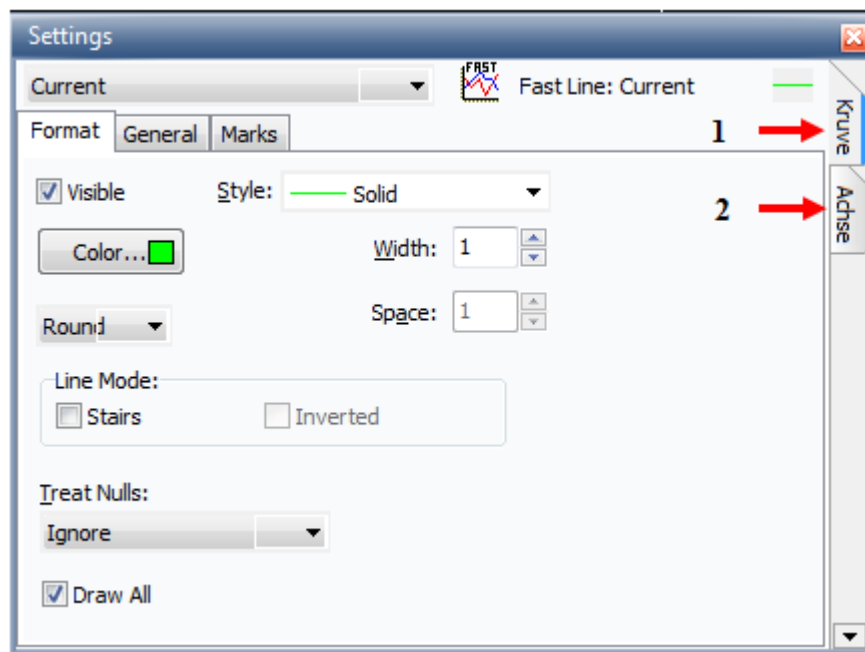 Settings
Current
FAST
Fast Line: Current
Format General Marks
1
Kruve
2
Achse
Visible
Style: Solid
Color...
Width: 1
Round
Space: 1
Line Mode:
Stairs
Inverted
Treat Nulls:
Ignore
Draw All